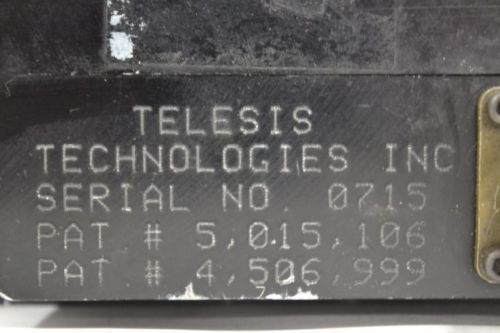 TELESIS
TECHNOLOGIES INC
SERIAL NO. 0715
PAT # 5,015,106
PAT # 4,506,999